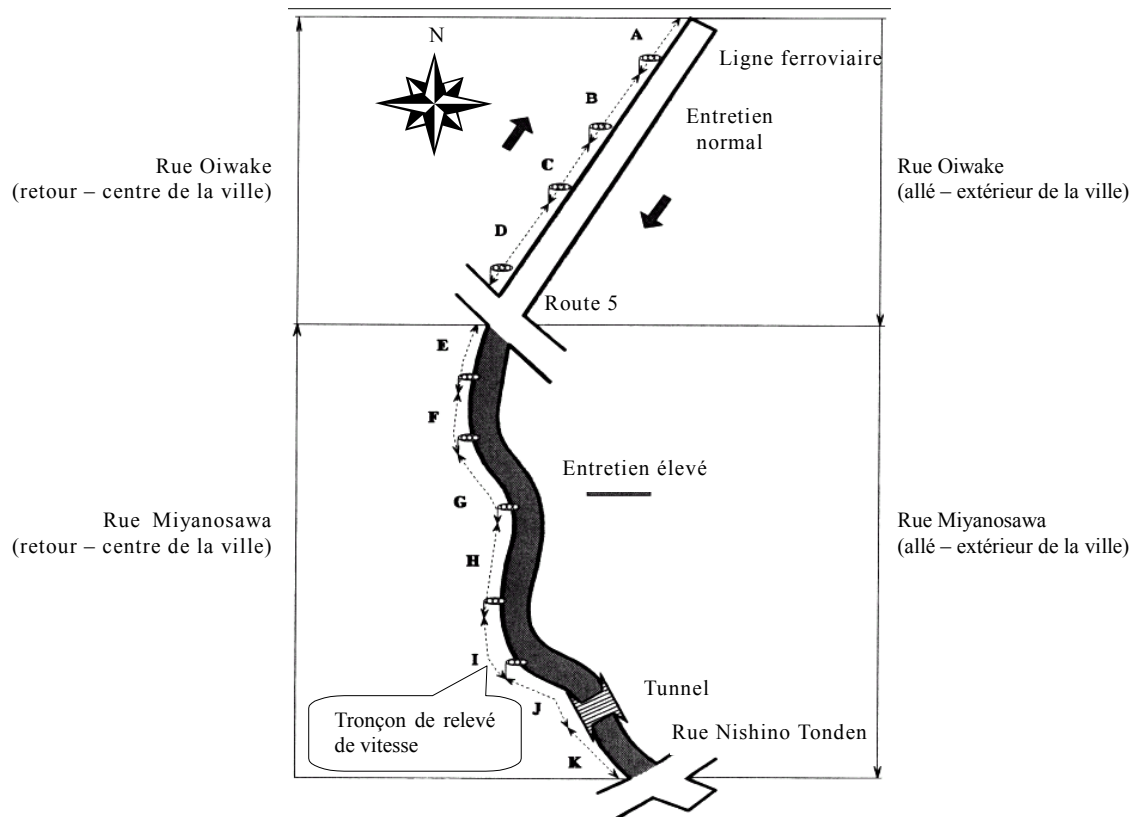 N
A
Ligne ferroviaire
B
Entretien
normal
C
Rue Oiwake
(retour – centre de la ville)
Rue Oiwake
(allé – extérieur de la ville)
D
Route 5
E
F
Entretien élevé
G
Rue Miyanosawa
(retour – centre de la ville)
Rue Miyanosawa
(allé – extérieur de la ville)
H
I
Tunnel
J
Tronçon de relevé
de vitesse
Rue Nishino Tonden
K